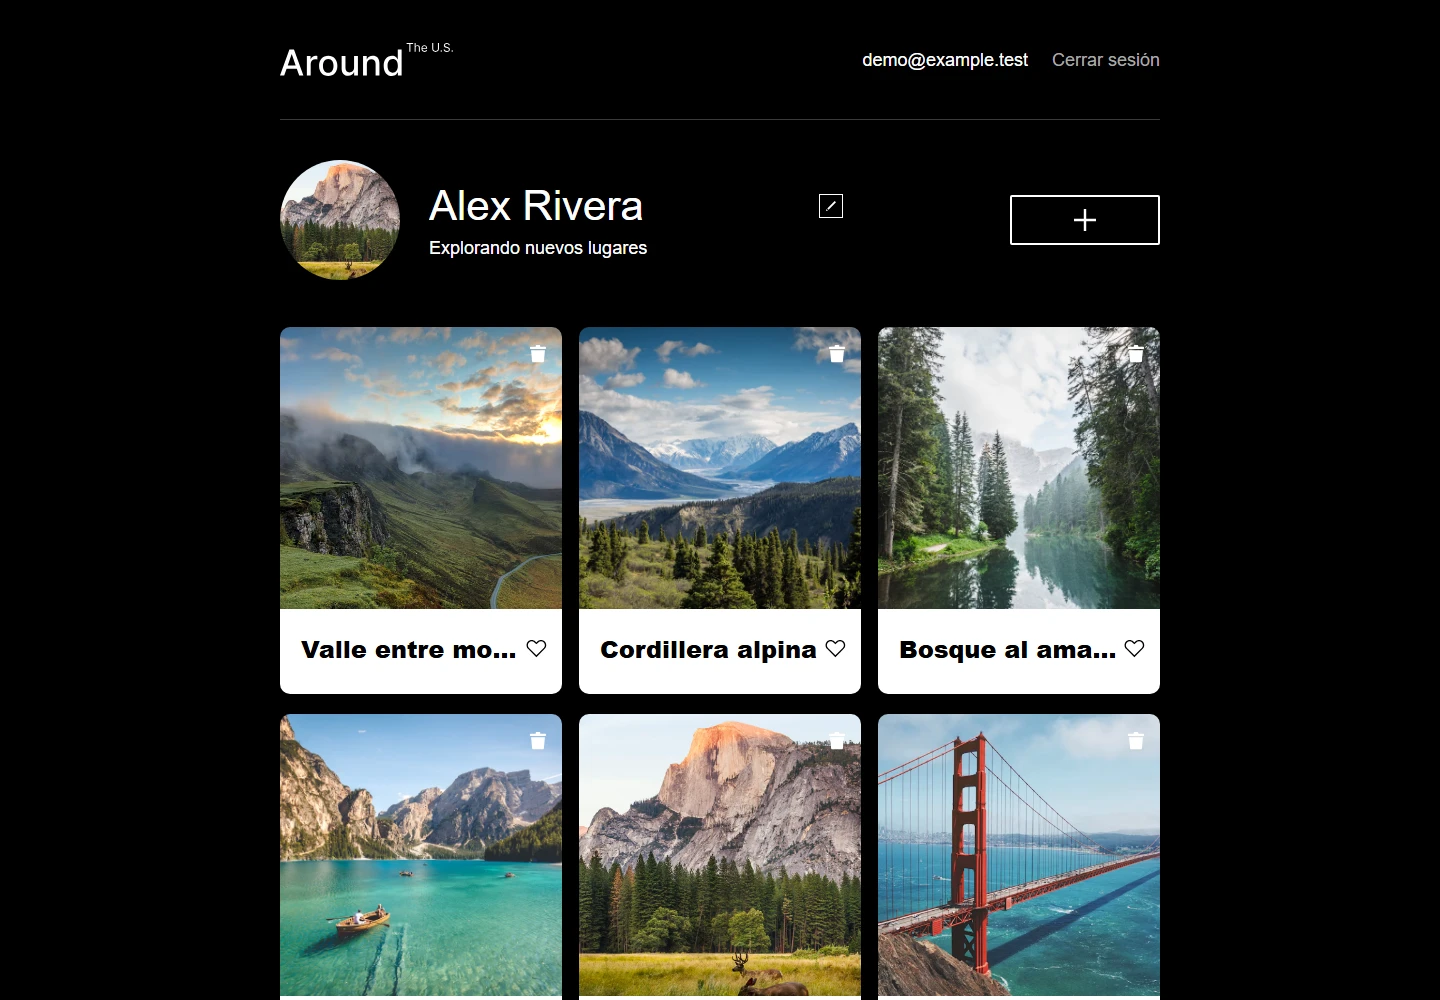 Around The U.S.
demo@example.test Cerrar sesión
Alex Rivera
Explorando nuevos lugares
Valle entre mo...
Cordillera alpina
Bosque al ama...